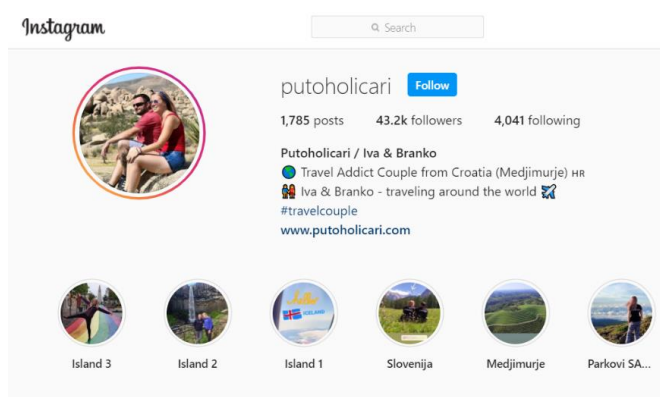 Instagram
Search
putoholicari Follow
1,785 posts 43.2k followers 4,041 following
Putoholicari / Iva & Branko
🌍 Travel Addict Couple from Croatia (Medjimurje) HR
👫 Iva & Branko - traveling around the world ✈️
#travelcouple
www.putoholicari.com
ICELAND
Island 3 Island 2 Island 1 Slovenija Medjimurje Parkovi SA...